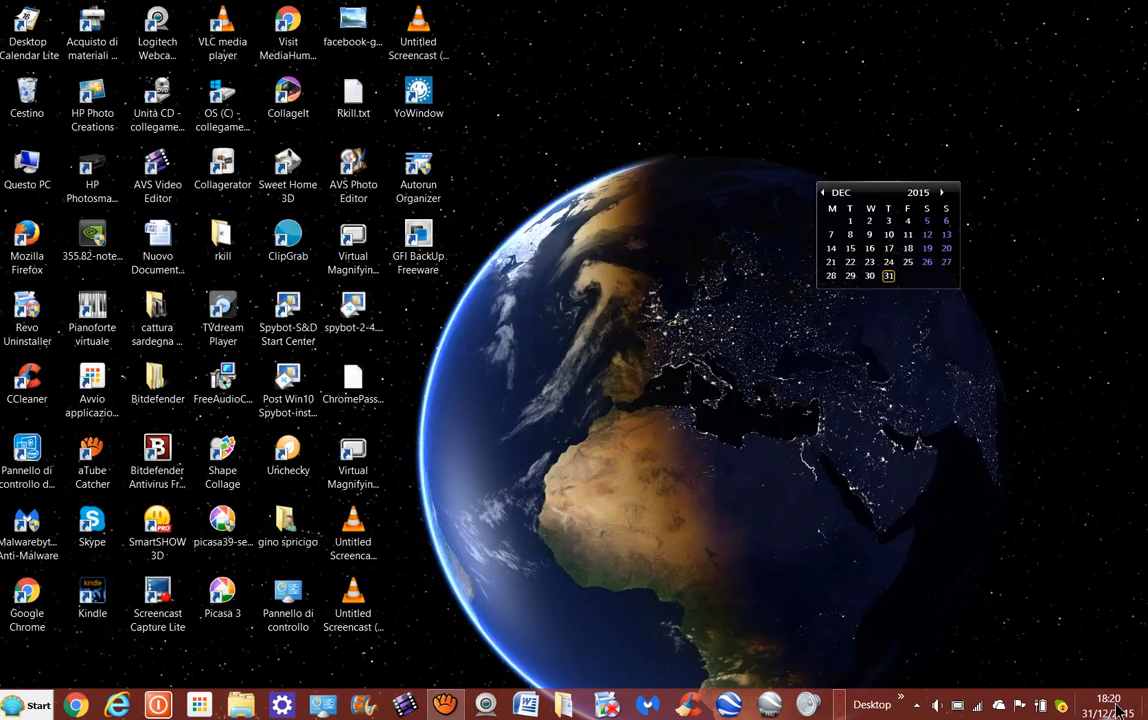 Desktop Calendar Lite
Acquisto di materiali ...
Logitech Webca...
VLC media player
Visit MediaHum...
facebook-g...
Untitled Screencast (...
Cestino
HP Photo Creations
Unità CD - collegame...
OS (C) - collegame...
CollageIt
Rkill.txt
YoWindow
Questo PC
HP Photosma...
AVS Video Editor
Collagerator
Sweet Home 3D
AVS Photo Editor
Autorun Organizer
Mozilla Firefox
355.82-note...
Nuovo Document...
rkill
ClipGrab
Virtual Magnifyin...
GFI BackUp Freeware
Revo Uninstaller
Pianoforte virtuale
cattura sardegna ...
TVdream Player
Spybot-S&D Start Center
spybot-2-4...
CCleaner
Avvio applicazio...
Bitdefender
FreeAudioC...
Post Win10 Spybot-inst...
ChromePass...
Pannello di controllo d...
aTube Catcher
Bitdefender Antivirus Fr...
Shape Collage
Unchecky
Virtual Magnifyin...
Malwarebyt... Anti-Malware
Skype
SmartSHOW 3D
picasa39-se...
gino spricigo
Untitled Screenca...
Google Chrome
Kindle
Screencast Capture Lite
Picasa 3
Pannello di controllo
Untitled Screencast (...
DEC 2015
M T W T F S S
1 2 3 4 5 6
7 8 9 10 11 12 13
14 15 16 17 18 19 20
21 22 23 24 25 26 27
28 29 30 31
Start
Desktop
»
18:20